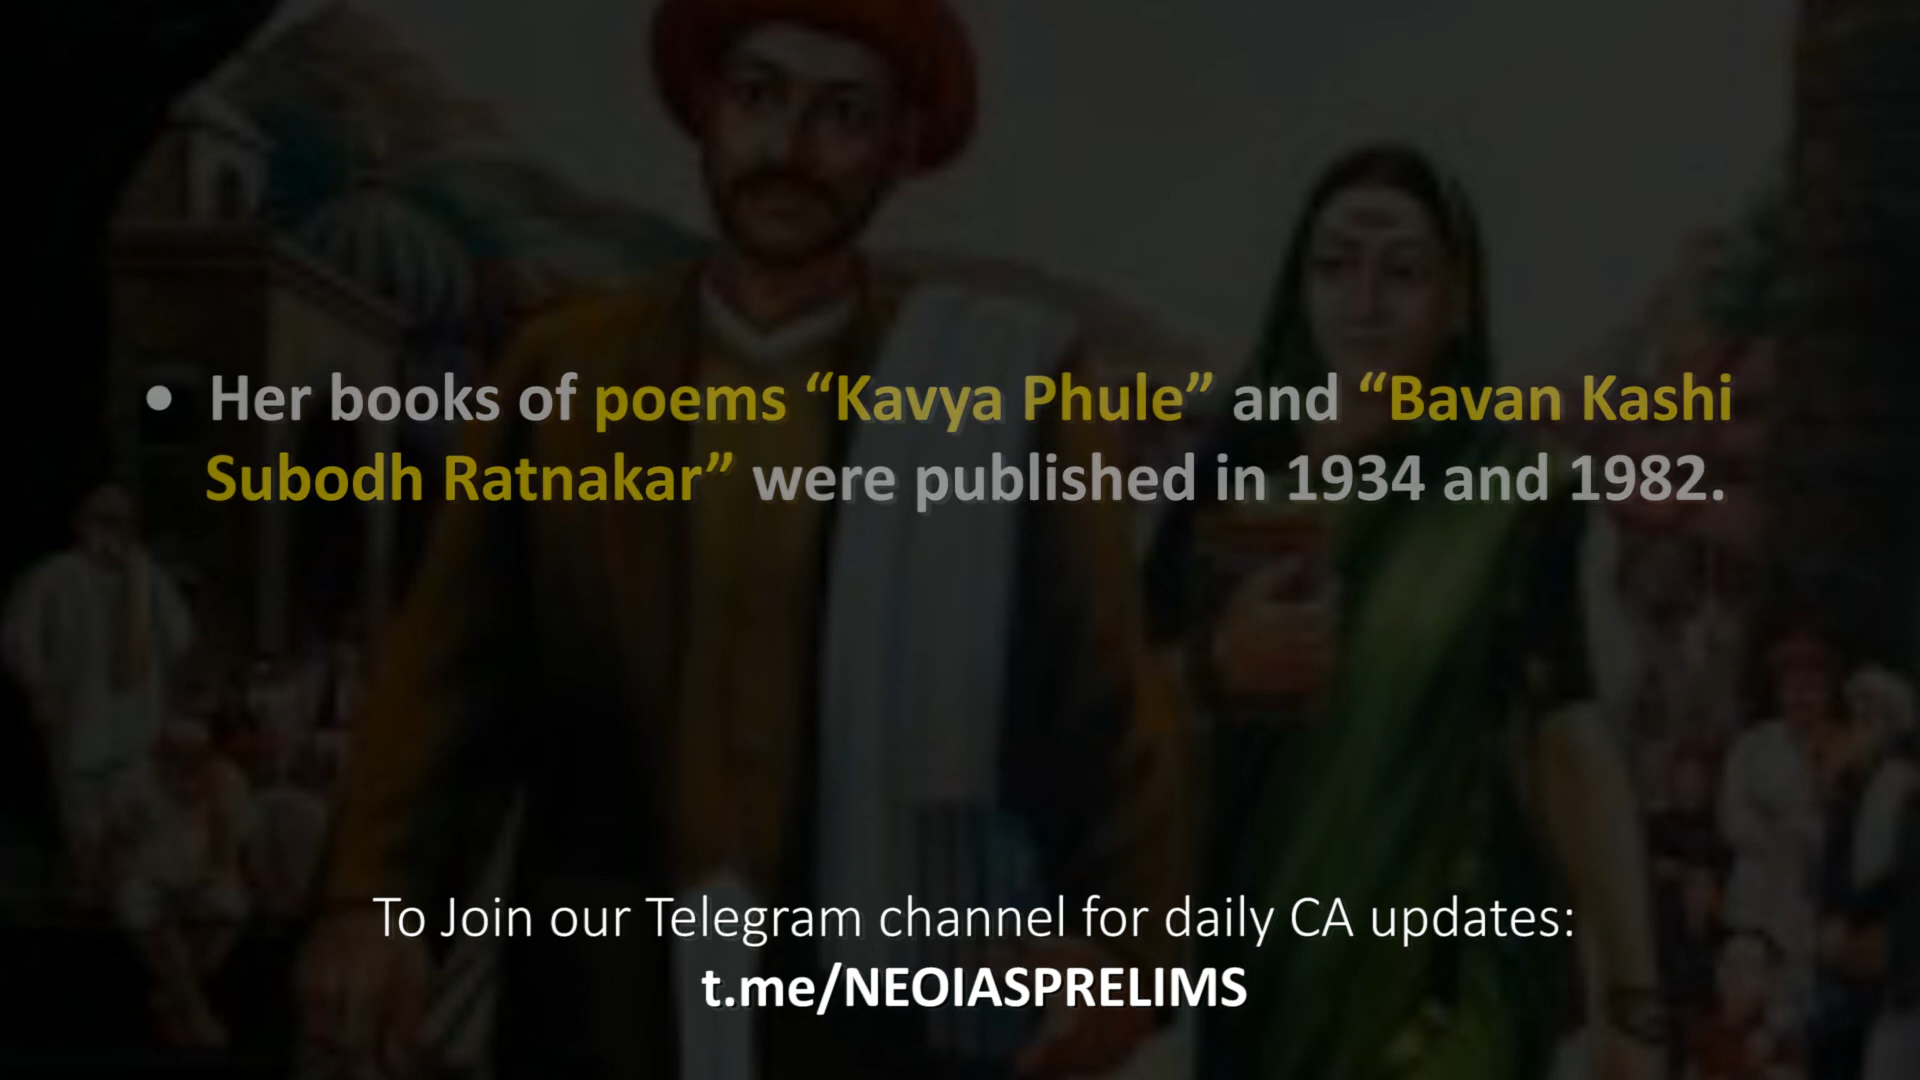 • Her books of poems “Kavya Phule” and “Bavan Kashi
Subodh Ratnakar” were published in 1934 and 1982.
To Join our Telegram channel for daily CA updates:
t.me/NEOIASPRELIMS